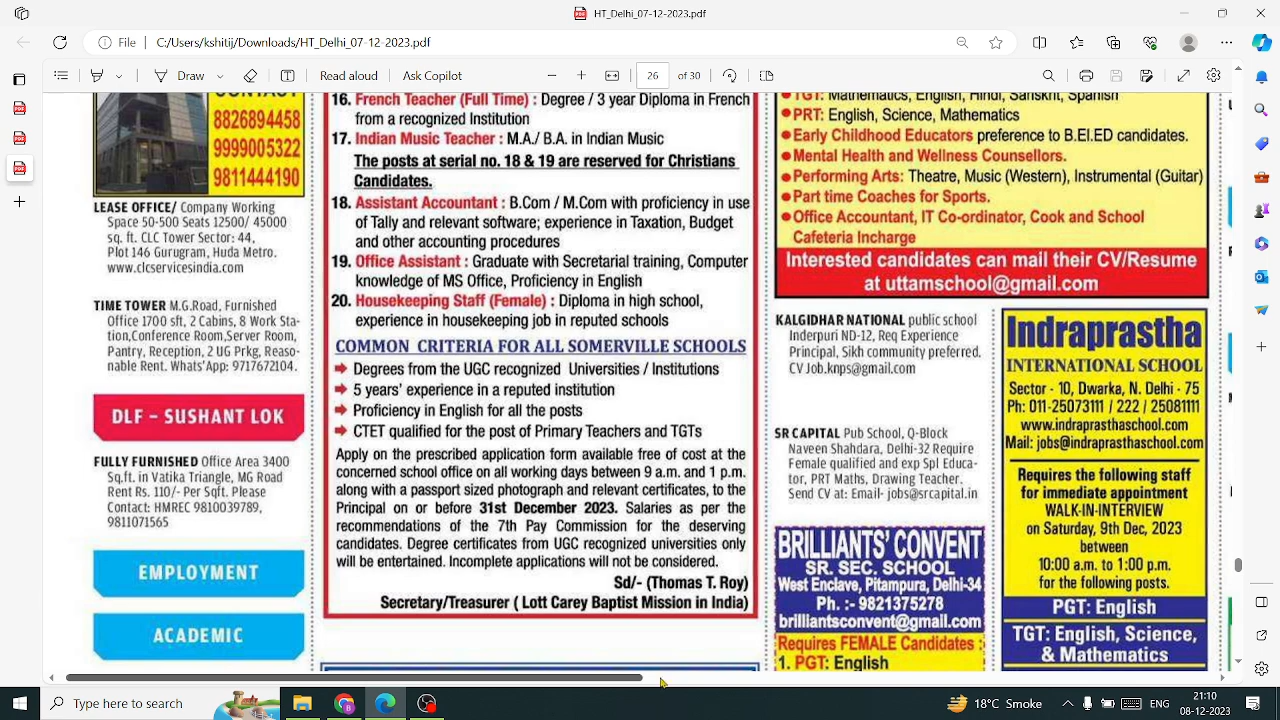 HT_Delhi_07-12-2023.pdf
File
C:/Users/kshitij/Company/Downloads/HT_Delhi_07-12-2023.pdf
Draw
Read aloud
Ask Copilot
26
of 30
8826894458
9999005322
9811444190
LEASE OFFICE/ Company Working
Space 50-500 Seats 12500/ 45000
sq. ft. CLC Tower Sector: 44,
Plot 146 Gurugram, Huda Metro.
www.clcservicesindia.com
TIME TOWER M.G.Road, Furnished
Office 1700 sft, 2 Cabins, 8 Work Sta-
tion,Conference Room,Server Room,
Pantry, Reception, 2 UG Prkg, Reaso-
nable Rent. Whats'App: 9717672104.
DLF – SUSHANT LOK
FULLY FURNISHED Office Area 3400
Sq.ft. in Vatika Triangle, MG Road
Rent Rs. 110/- Per Sqft. Please
Contact: HMREC 9810039789,
9811071565
EMPLOYMENT
ACADEMIC
16. French Teacher (Full Time) : Degree / 3 year Diploma in French
from a recognized Institution
17. Indian Music Teacher : M.A./ B.A. in Indian Music
The posts at serial no. 18 & 19 are reserved for Christians
Candidates.
18. Assistant Accountant : B.Com / M.Com with proficiency in use
of Tally and relevant software; experience in Taxation, Budget
and other accounting procedures
19. Office Assistant : Graduate with Secretarial training, Computer
knowledge of MS Office, Proficiency in English
20. Housekeeping Staff (Female) : Diploma in high school,
experience in housekeeping job in reputed schools
COMMON CRITERIA FOR ALL SOMERVILLE SCHOOLS
Degrees from the UGC recognized Universities / Institutions
5 years' experience in a reputed institution
Proficiency in English for all the posts
CTET qualified for the post of Primary Teachers and TGTs
Apply on the prescribed application form available free of cost at the
concerned school office on all working days between 9 a.m. and 1 p.m.
along with a passport sized photograph and relevant certificates, to the
Principal on or before 31st December 2023. Salaries as per the
recommendations of the 7th Pay Commission for the deserving
candidates. Degree certificates from UGC recognized universities only
will be entertained. Incomplete applications will not be considered.
Sd/- (Thomas T. Roy)
Secretary/Treasurer ( Lott Carey Baptist Mission in India)
TGT: Mathematics, English, Hindi, Sanskrit, Spanish
PRT: English, Science, Mathematics
Early Childhood Educators preference to B.El.ED candidates.
Mental Health and Wellness Counsellors.
Performing Arts: Theatre, Music (Western), Instrumental (Guitar)
Part time Coaches for Sports.
Office Accountant, IT Co-ordinator, Cook and School
Cafeteria Incharge
Interested candidates can mail their CV/Resume
at uttamschool@gmail.com
KALGIDHAR NATIONAL public school
Inderpuri ND-12, Req Experience
Principal, Sikh community preferred.
CV Job.knps@gmail.com
SR CAPITAL Pub School, Q-Block
Naveen Shahdara, Delhi-32 Require
Female qualified and exp Spl Educa-
tor, PRT Maths, Drawing Teacher.
Send CV at: Email- jobs@srcapital.in
BRILLIANTS' CONVENT
SR. SEC. SCHOOL
West Enclave, Pitampura, Delhi-34
Ph. :- 9821375278
brilliantsconvent@gmail.com
Requires FEMALE Candidates :
1. PGT: English
Indraprastha
INTERNATIONAL SCHOOL
Sector - 10, Dwarka, N. Delhi - 75
Ph: 011-25073111 / 222 / 25081111
www.indraprasthaschool.com
Mail: jobs@indraprasthaschool.com
Requires the following staff
for immediate appointment
WALK-IN-INTERVIEW
on Saturday, 9th Dec, 2023
between
10:00 a.m. to 1:00 p.m.
for the following posts.
PGT: English
TGT: English, Science,
& Mathematics
Type here to search
18°C Smoke
ENG
21:10
08-12-2023